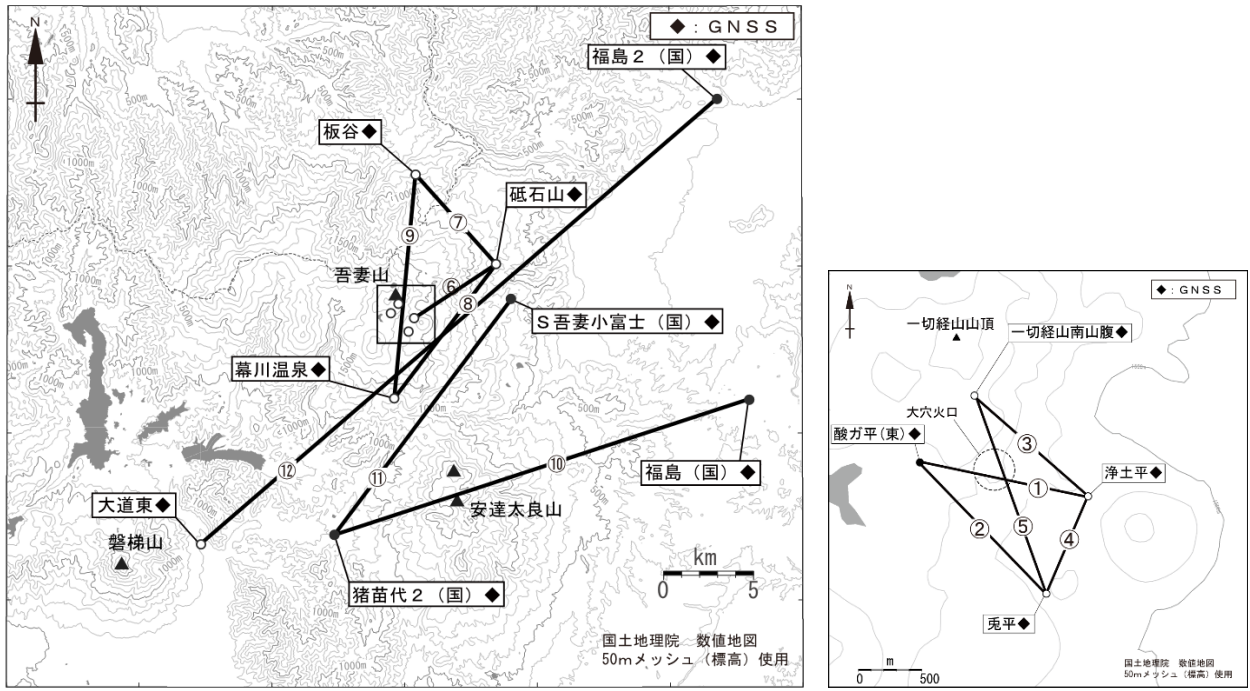 N
◆：GNSS
福島２（国）◆
板谷◆
砥石山◆
⑦
⑨
吾妻山
⑥
⑧
S吾妻小富士（国）◆
幕川温泉◆
⑫
⑪
⑩
福島（国）◆
大道東◆
安達太良山
磐梯山
猪苗代２（国）◆
km
0 5
国土地理院　数値地図
50mメッシュ（標高）使用
500m
1000m
N
◆：GNSS
一切経山山頂
一切経山南山腹◆
大穴火口
酸ガ平(東)◆
③
浄土平◆
①
②
⑤
④
兎平◆
m
0 500
国土地理院　数値地図
50mメッシュ（標高）使用